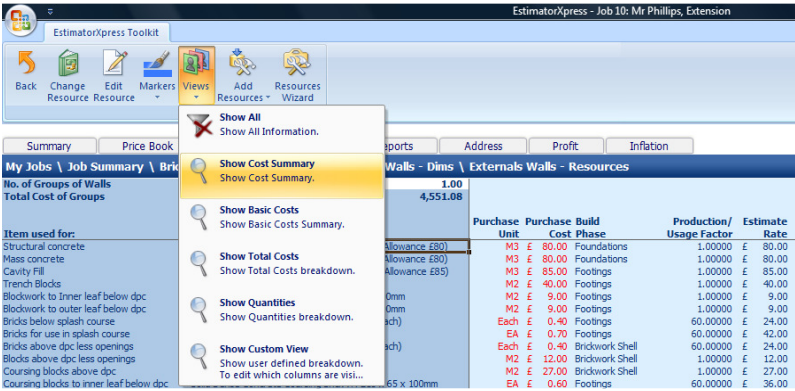 EstimatorXpress - Job 10: Mr Phillips, Extension
EstimatorXpress Toolkit
Back
Change Resource
Edit Resource
Markers
Views
Add Resources
Resources Wizard
Show All
Show All Information.
Summary
Price Book
ports
Address
Profit
Inflation
Show Cost Summary
Show Cost Summary.
My Jobs \ Job Summary \ Bric
Walls - Dims \ Externals Walls - Resources
No. of Groups of Walls 1.00
Total Cost of Groups 4,551.08
Show Basic Costs
Show Basic Costs Summary.
Show Total Costs
Show Total Costs breakdown.
Show Quantities
Show Quantities breakdown.
Show Custom View
Show user defined breakdown.
To edit which columns are visi...
Item used for: Purchase Unit Purchase Cost Build Phase Production/ Usage Factor Estimate Rate
Structural concrete Allowance £80) M3 £ 80.00 Foundations 1.00000 £ 80.00
Mass concrete Allowance £80) M3 £ 80.00 Foundations 1.00000 £ 80.00
Cavity Fill Allowance £85) M3 £ 85.00 Footings 1.00000 £ 85.00
Trench Blocks M2 £ 40.00 Footings 1.00000 £ 40.00
Blockwork to Inner leaf below dpc 0mm M2 £ 9.00 Footings 1.00000 £ 9.00
Blockwork to outer leaf below dpc 0mm M2 £ 9.00 Footings 1.00000 £ 9.00
Bricks below splash course ach) Each £ 0.40 Footings 60.00000 £ 24.00
Bricks for use in splash course EA £ 0.70 Footings 60.00000 £ 42.00
Bricks above dpc less openings ach) Each £ 0.40 Brickwork Shell 60.00000 £ 24.00
Blocks above dpc less openings M2 £ 12.00 Brickwork Shell 1.00000 £ 12.00
Coursing blocks above dpc M2 £ 27.00 Brickwork Shell 1.00000 £ 27.00
Coursing blocks to inner leaf below dpc 65 x 100mm EA £ 0.60 Footings 60.00000 £ 36.00